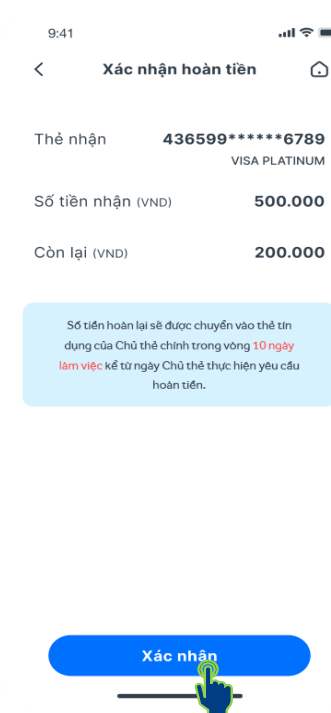 9:41
Xác nhận hoàn tiền
Thẻ nhận 436599******6789
VISA PLATINUM
Số tiền nhận (VND) 500.000
Còn lại (VND) 200.000
Số tiền hoàn lại sẽ được chuyển vào thẻ tín
dụng của Chủ thẻ chính trong vòng 10 ngày
làm việc kể từ ngày Chủ thẻ thực hiện yêu cầu
hoàn tiền.
Xác nhận